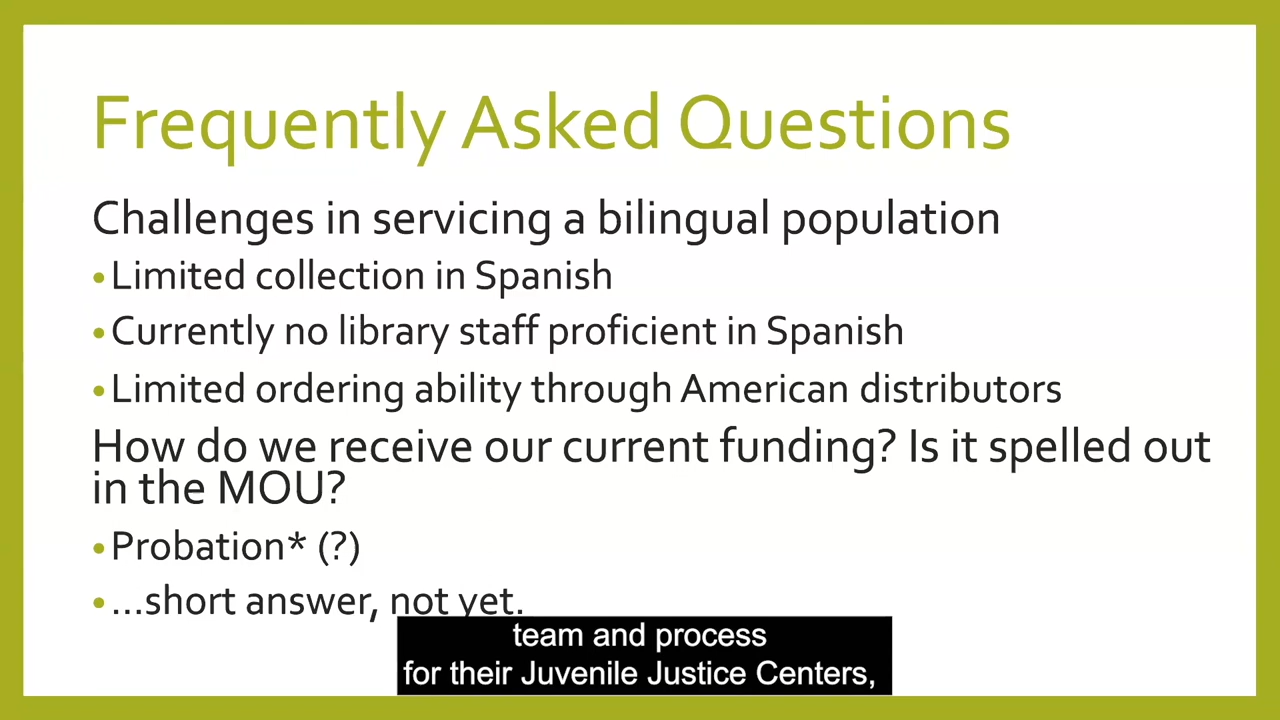 Frequently Asked Questions
Challenges in servicing a bilingual population
•Limited collection in Spanish
•Currently no library staff proficient in Spanish
•Limited ordering ability through American distributors
How do we receive our current funding? Is it spelled out
in the MOU?
•Probation* (?)
•...short answer, not yet.
team and process
for their Juvenile Justice Centers,